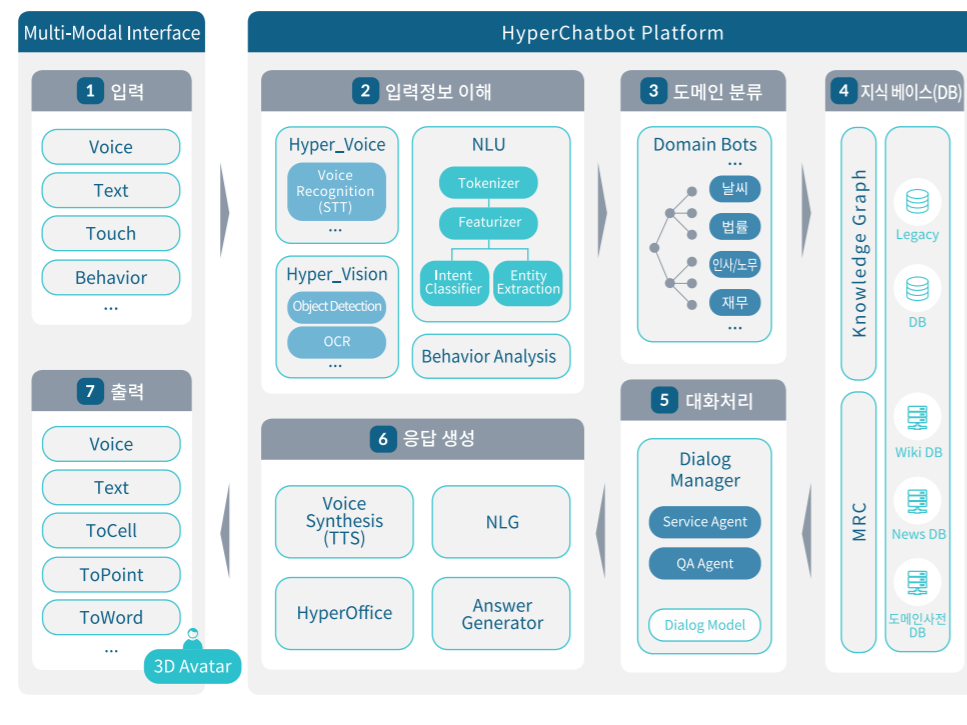 Multi-Modal Interface
HyperChatbot Platform
1 입력
Voice
Text
Touch
Behavior
...
2 입력정보 이해
Hyper_Voice
Voice
Recognition
(STT)
...
Hyper_Vision
Object Detection
OCR
...
NLU
Tokenizer
Featurizer
Intent
Classifier
Entity
Extraction
Behavior Analysis
3 도메인 분류
Domain Bots
...
날씨
법률
인사/노무
재무
...
4 지식 베이스(DB)
Knowledge Graph
MRC
Legacy
DB
Wiki DB
News DB
도메인사전
DB
5 대화처리
Dialog
Manager
Service Agent
QA Agent
Dialog Model
6 응답 생성
Voice
Synthesis
(TTS)
NLG
HyperOffice
Answer
Generator
7 출력
Voice
Text
ToCell
ToPoint
ToWord
...
3D Avatar